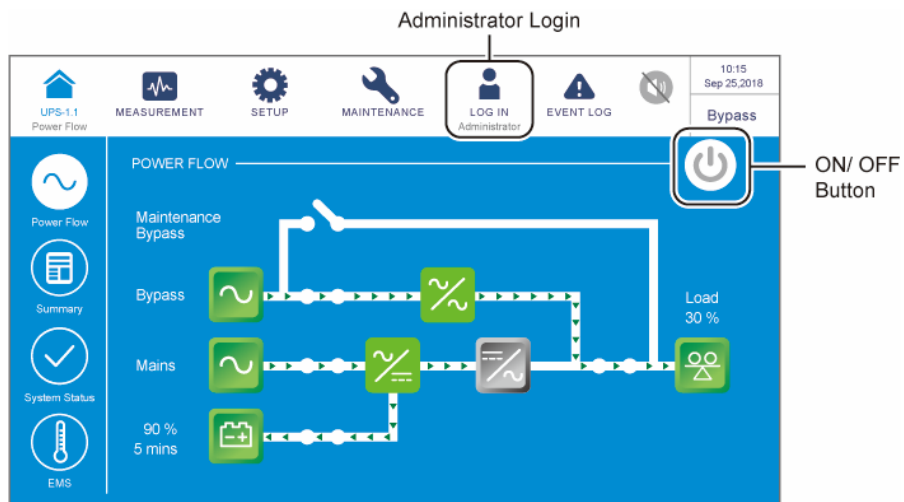 Administrator Login
UPS-1.1
Power Flow
MEASUREMENT
SETUP
MAINTENANCE
LOG IN
Administrator
EVENT LOG
10:15
Sep 25,2018
Bypass
ON/ OFF
Button
POWER FLOW
Power Flow
Summary
System Status
EMS
Maintenance
Bypass
Bypass
Mains
90 %
5 mins
Load
30 %